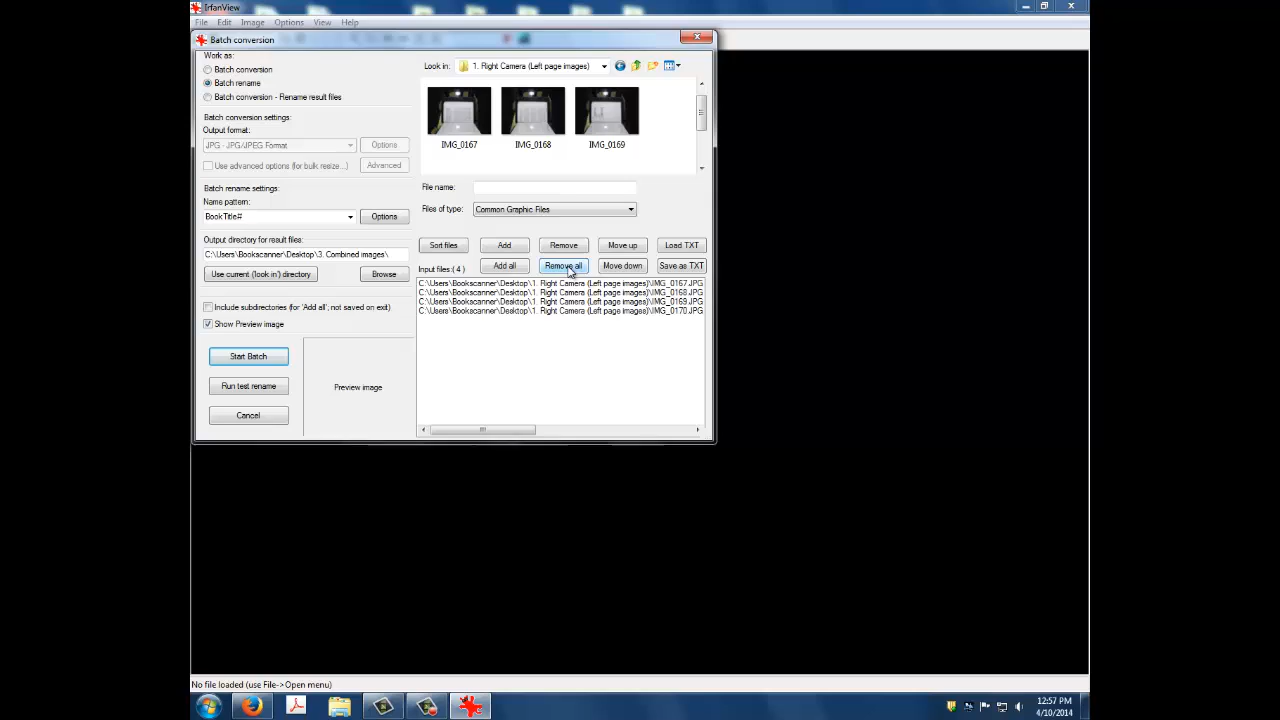 IrfanView
File Edit Image Options View Help
Batch conversion
Work as:
Batch conversion
Batch rename
Batch conversion - Rename result files
Batch conversion settings:
Output format:
JPG - JPG/JPEG Format
Options
Use advanced options (for bulk resize...)
Advanced
Batch rename settings:
Name pattern:
BookTitle#
Options
Output directory for result files:
C:\Users\Bookscanner\Desktop\3. Combined images\
Use current ('look in') directory
Browse
Include subdirectories (for 'Add all'; not saved on exit)
Show Preview image
Start Batch
Run test rename
Cancel
Preview image
Look in:
1. Right Camera (Left page images)
IMG_0167 IMG_0168 IMG_0169
File name:
Files of type:
Common Graphic Files
Sort files Add Remove Move up Load TXT
Input files:( 4 ) Add all Remove all Move down Save as TXT
C:\Users\Bookscanner\Desktop\1. Right Camera (Left page images)\IMG_0167.JPG
C:\Users\Bookscanner\Desktop\1. Right Camera (Left page images)\IMG_0168.JPG
C:\Users\Bookscanner\Desktop\1. Right Camera (Left page images)\IMG_0169.JPG
C:\Users\Bookscanner\Desktop\1. Right Camera (Left page images)\IMG_0170.JPG
No file loaded (use File->Open menu)
12:57 PM
4/10/2014